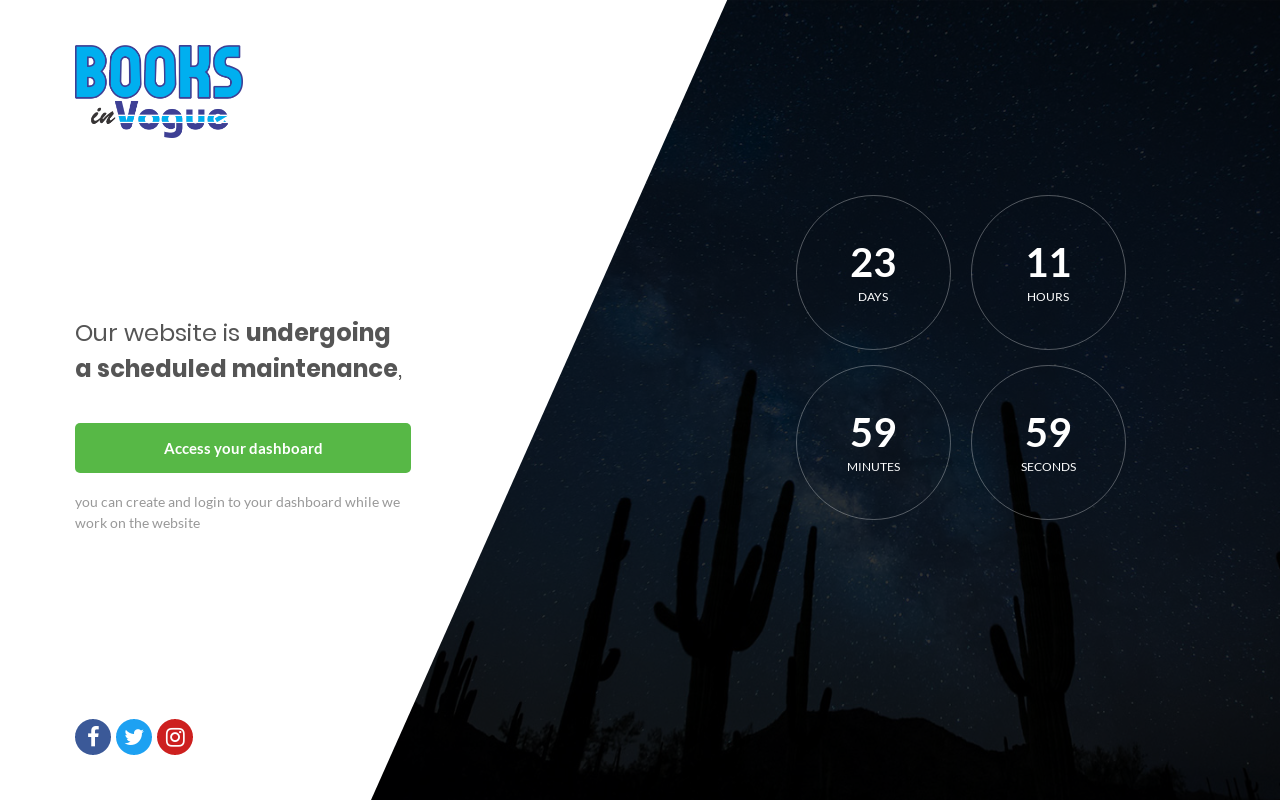 BOOKS
in Vogue
Our website is undergoing
a scheduled maintenance,
Access your dashboard
you can create and login to your dashboard while we
work on the website
23
DAYS
11
HOURS
59
MINUTES
59
SECONDS